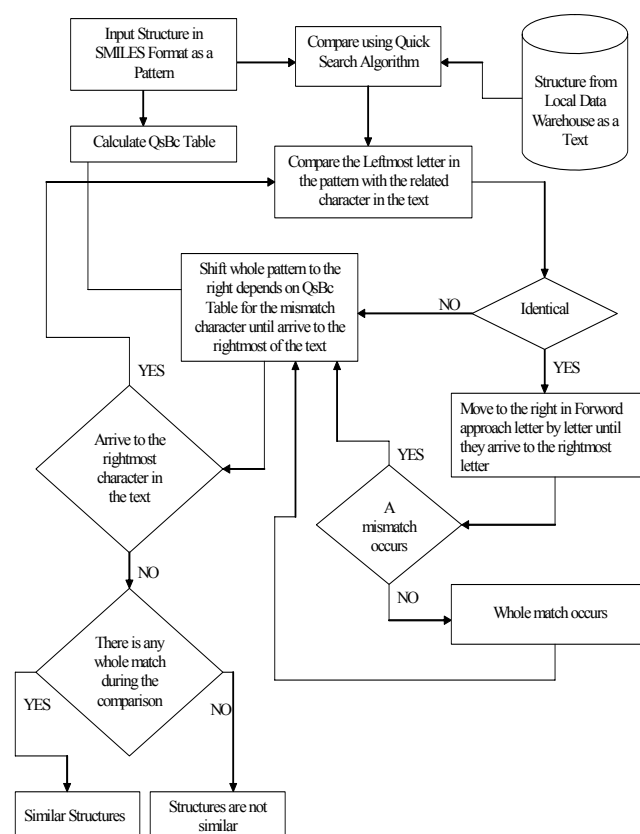 Input Structure in
SMILES Format as a
Pattern
Compare using Quick
Search Algorithm
Structure from
Local Data
Warehouse as a
Text
Calculate QsBc Table
Compare the Leftmost letter in
the pattern with the related
character in the text
Shift whole pattern to the
right depends on QsBc
Table for the mismatch
character until arrive to the
rightmost of the text
NO
Identical
YES
YES
Move to the right in Forword
approach letter by letter until
they arrive to the rightmost
letter
Arrive to the
rightmost
character in
the text
YES
A
mismatch
occurs
NO
NO
Whole match occurs
There is any
whole match
during the
comparison
YES
NO
Similar Structures
Structures are not
similar